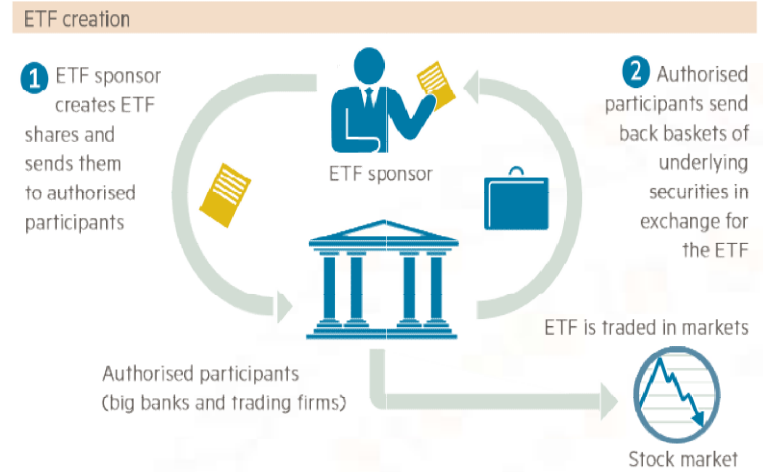 ETF creation
1 ETF sponsor
creates ETF
shares and
sends them
to authorised
participants
ETF sponsor
2 Authorised
participants send
back baskets of
underlying
securities in
exchange for
the ETF
Authorised participants
(big banks and trading firms)
ETF is traded in markets
Stock market